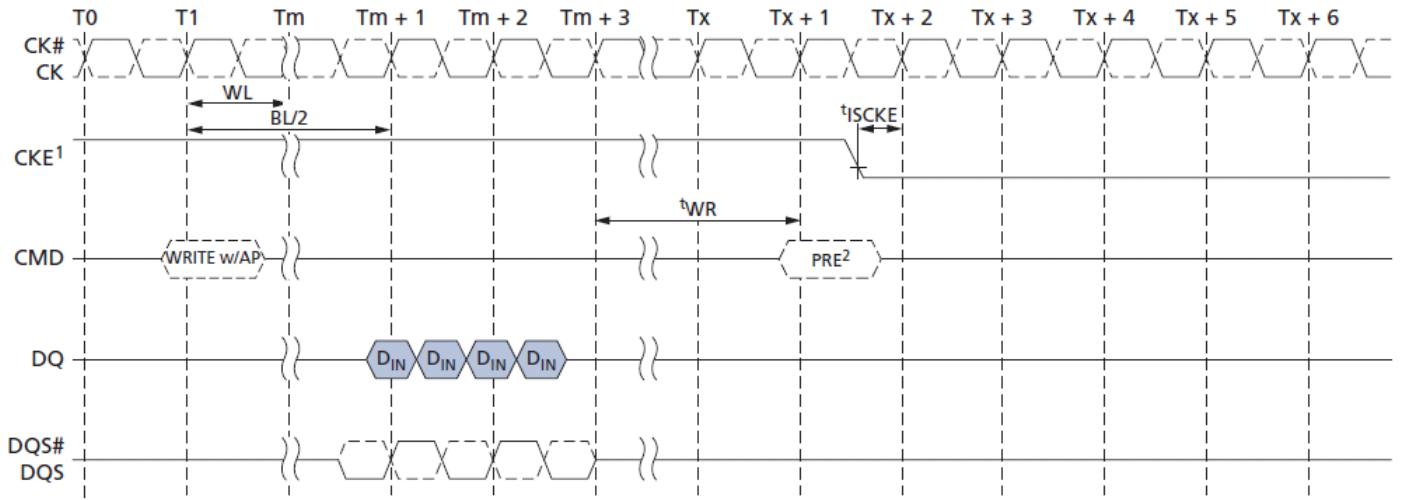 T0 T1 Tm Tm + 1 Tm + 2 Tm + 3 Tx Tx + 1 Tx + 2 Tx + 3 Tx + 4 Tx + 5 Tx + 6
CK#
CK
WL
BL/2
tISCKE
CKE1
tWR
CMD WRITE w/AP PRE2
DQ DIN DIN DIN DIN
DQS#
DQS